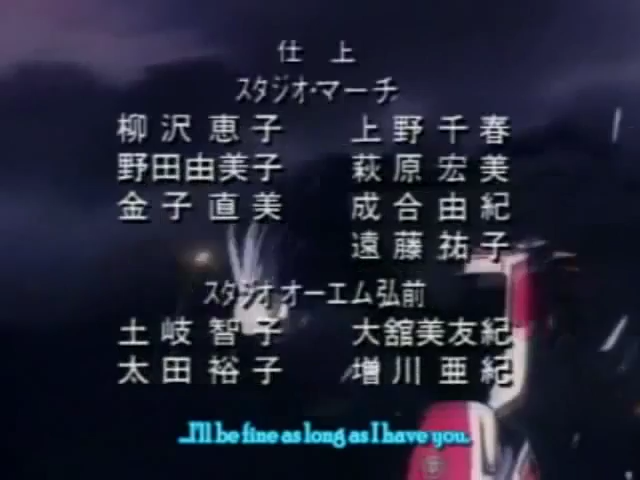 仕 上
スタジオ・マーチ
柳 沢 恵 子 上 野 千 春
野田由美子 萩 原 宏 美
金 子 直 美 成 合 由 紀
遠 藤 祐 子
スタジオ オーエム弘前
土 岐 智 子 大舘美友紀
太 田 裕 子 増 川 亜 紀
...I'll be fine as long as I have you.